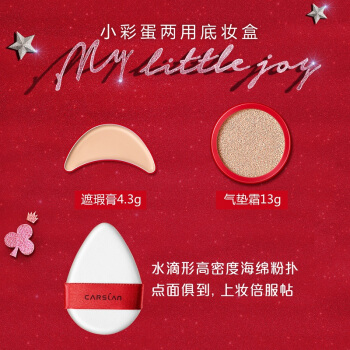 小彩蛋两用底妆盒
My little joy
遮瑕膏4.3g
气垫霜13g
水滴形高密度海绵粉扑
点面俱到，上妆倍服帖
CARSLAN